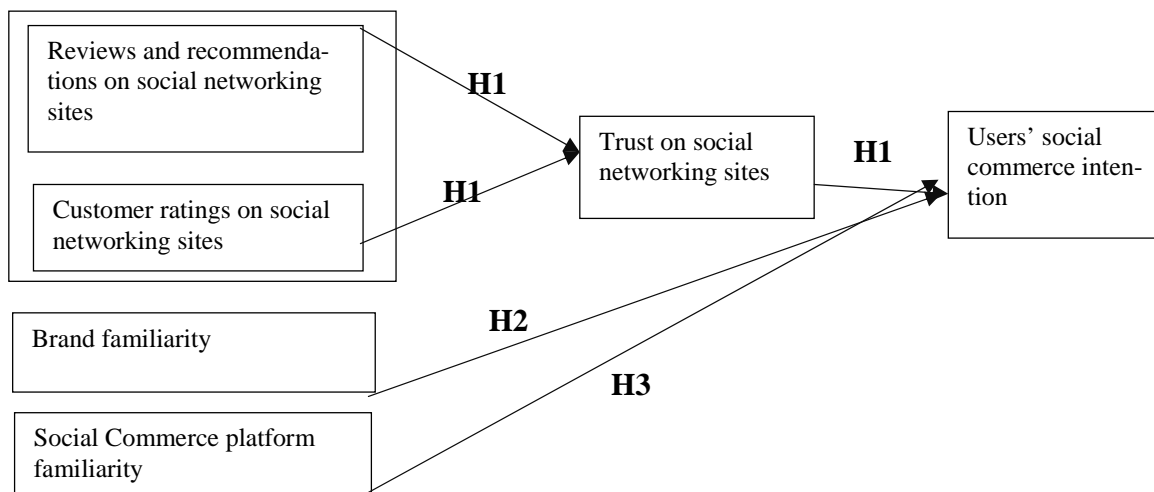 Reviews and recommenda-
tions on social networking
sites
H1
Customer ratings on social
networking sites
H1
Trust on social
networking sites
H1
Users’ social
commerce inten-
tion
Brand familiarity
H2
Social Commerce platform
familiarity
H3